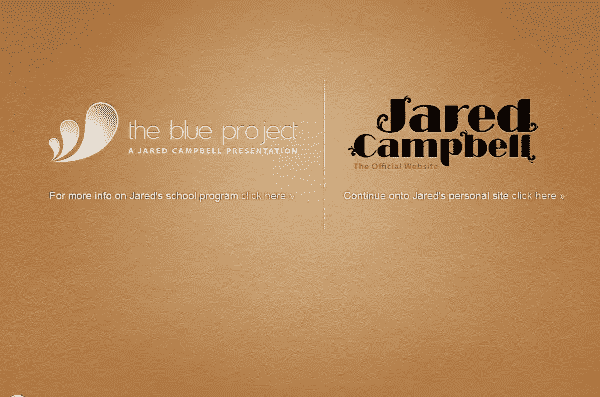 the blue project
A JARED CAMPBELL PRESENTATION
For more info on Jared's school program click here »
Jared
Campbell
The Official Website
Continue onto Jared's personal site click here »